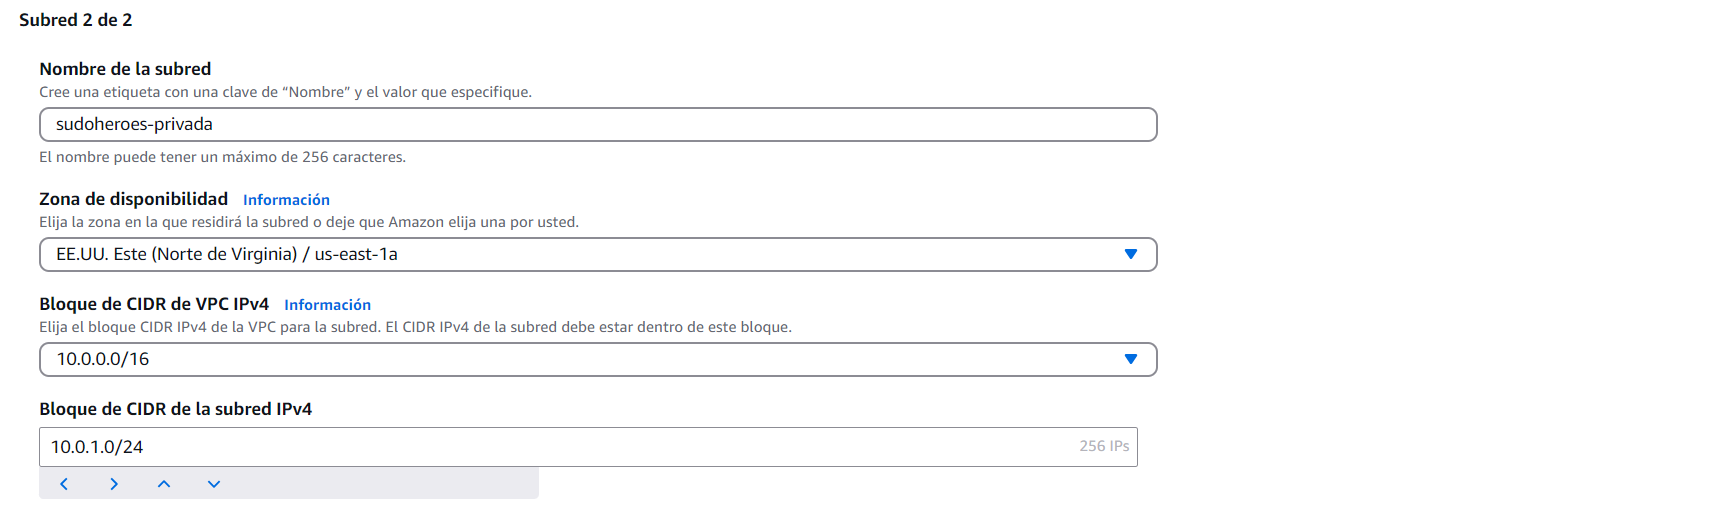 Subred 2 de 2
Nombre de la subred
Cree una etiqueta con una clave de “Nombre” y el valor que especifique.
sudoheroes-privada
El nombre puede tener un máximo de 256 caracteres.
Zona de disponibilidad Información
Elija la zona en la que residirá la subred o deje que Amazon elija una por usted.
EE.UU. Este (Norte de Virginia) / us-east-1a
Bloque de CIDR de VPC IPv4 Información
Elija el bloque CIDR IPv4 de la VPC para la subred. El CIDR IPv4 de la subred debe estar dentro de este bloque.
10.0.0.0/16
Bloque de CIDR de la subred IPv4
10.0.1.0/24 256 IPs